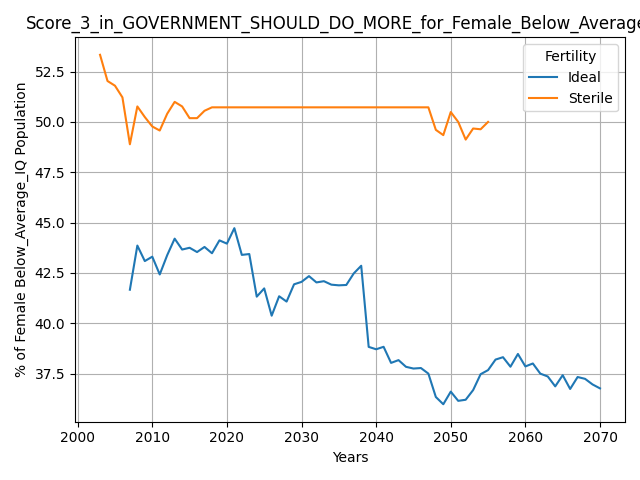 Score_3_in_GOVERNMENT_SHOULD_DO_MORE_for_Female_Below_Average
Fertility
Ideal
Sterile
% of Female Below_Average_IQ Population
52.5
50.0
47.5
45.0
42.5
40.0
37.5
2000 2010 2020 2030 2040 2050 2060 2070
Years